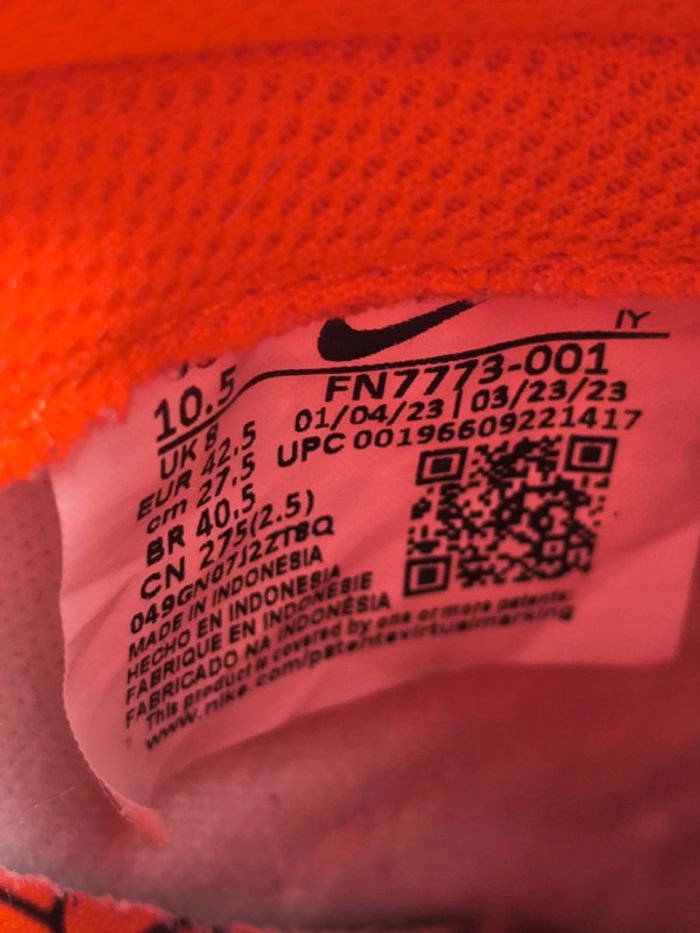 IY
10.5
UK 8
EUR 42.5
cm 27.5
BR 40.5
CN 275(2.5)
FN7773-001
01/04/23 | 03/23/23
UPC 00196609221417
049GN07J2ZT8Q
MADE IN INDONESIA
HECHO EN INDONESIA
FABRIQUE EN INDONÉSIE
FABRICADO NA INDONÉSIA
This product is covered by one or more patents:
www.nike.com/patentsvirtualmarking